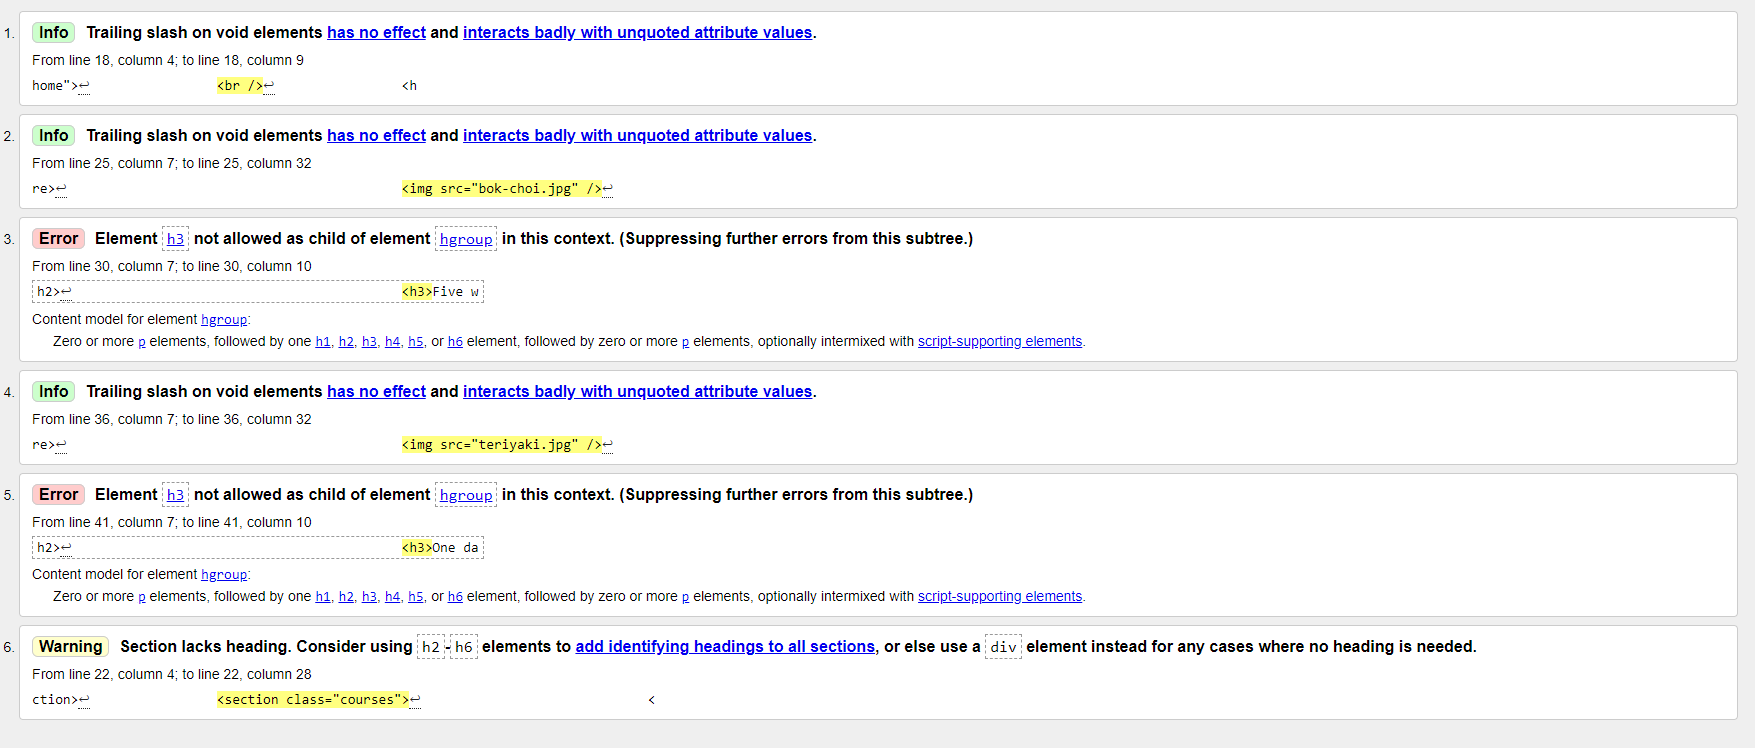 1. Info Trailing slash on void elements has no effect and interacts badly with unquoted attribute values.
From line 18, column 4; to line 18, column 9
home">↩ <br />↩ <h
2. Info Trailing slash on void elements has no effect and interacts badly with unquoted attribute values.
From line 25, column 7; to line 25, column 32
re>↩ <img src="bok-choi.jpg" />↩
3. Error Element h3 not allowed as child of element hgroup in this context. (Suppressing further errors from this subtree.)
From line 30, column 7; to line 30, column 10
h2>↩ <h3>Five w
Content model for element hgroup:
Zero or more p elements, followed by one h1, h2, h3, h4, h5, or h6 element, followed by zero or more p elements, optionally intermixed with script-supporting elements.
4. Info Trailing slash on void elements has no effect and interacts badly with unquoted attribute values.
From line 36, column 7; to line 36, column 32
re>↩ <img src="teriyaki.jpg" />↩
5. Error Element h3 not allowed as child of element hgroup in this context. (Suppressing further errors from this subtree.)
From line 41, column 7; to line 41, column 10
h2>↩ <h3>One da
Content model for element hgroup:
Zero or more p elements, followed by one h1, h2, h3, h4, h5, or h6 element, followed by zero or more p elements, optionally intermixed with script-supporting elements.
6. Warning Section lacks heading. Consider using h2-h6 elements to add identifying headings to all sections, or else use a div element instead for any cases where no heading is needed.
From line 22, column 4; to line 22, column 28
ction>↩ <section class="courses">↩ <